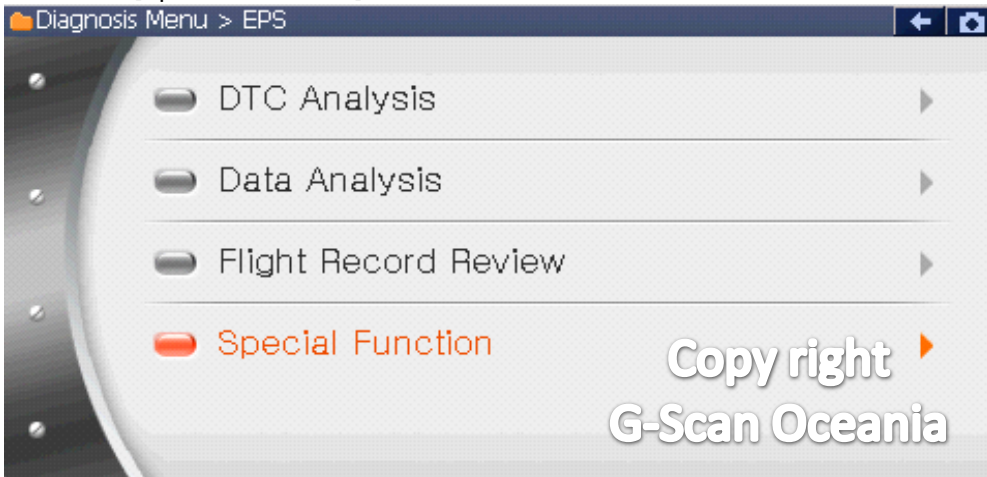 Diagnosis Menu > EPS
DTC Analysis
Data Analysis
Flight Record Review
Special Function
Copy right
G-Scan Oceania